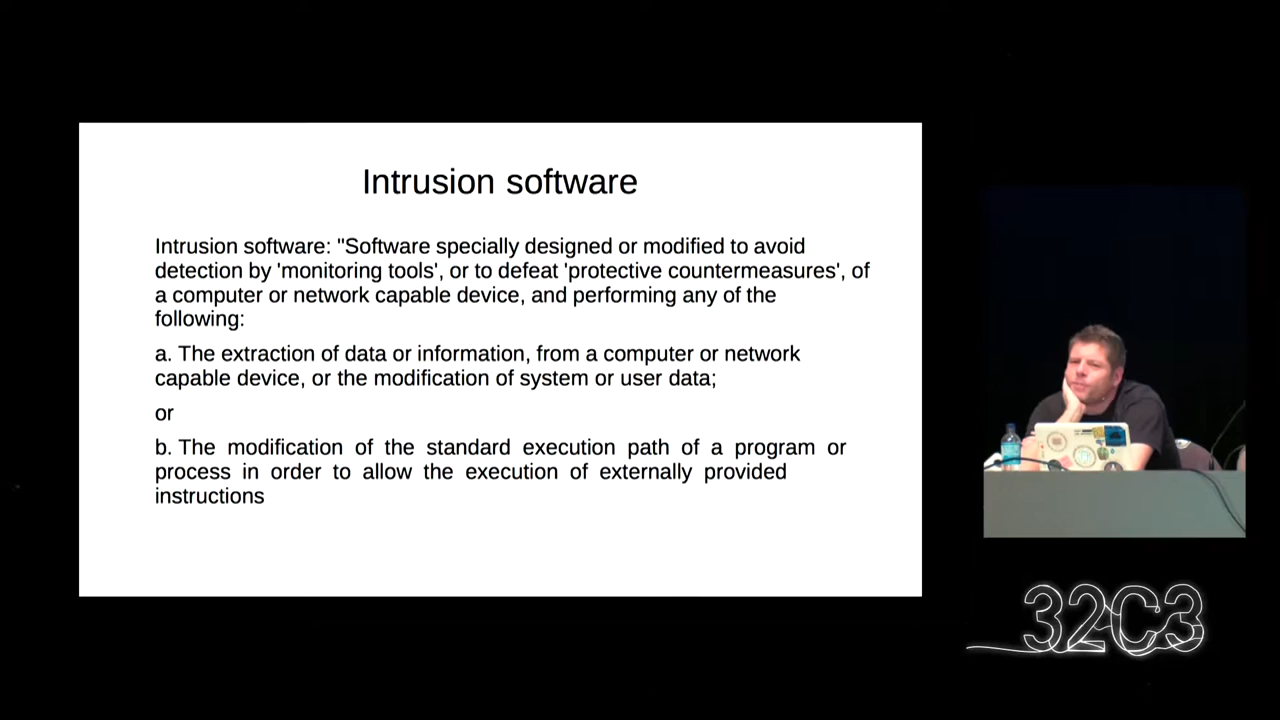 Intrusion software
Intrusion software: "Software specially designed or modified to avoid
detection by 'monitoring tools', or to defeat 'protective countermeasures', of
a computer or network capable device, and performing any of the
following:
a. The extraction of data or information, from a computer or network
capable device, or the modification of system or user data;
or
b. The modification of the standard execution path of a program or
process in order to allow the execution of externally provided
instructions
32C3